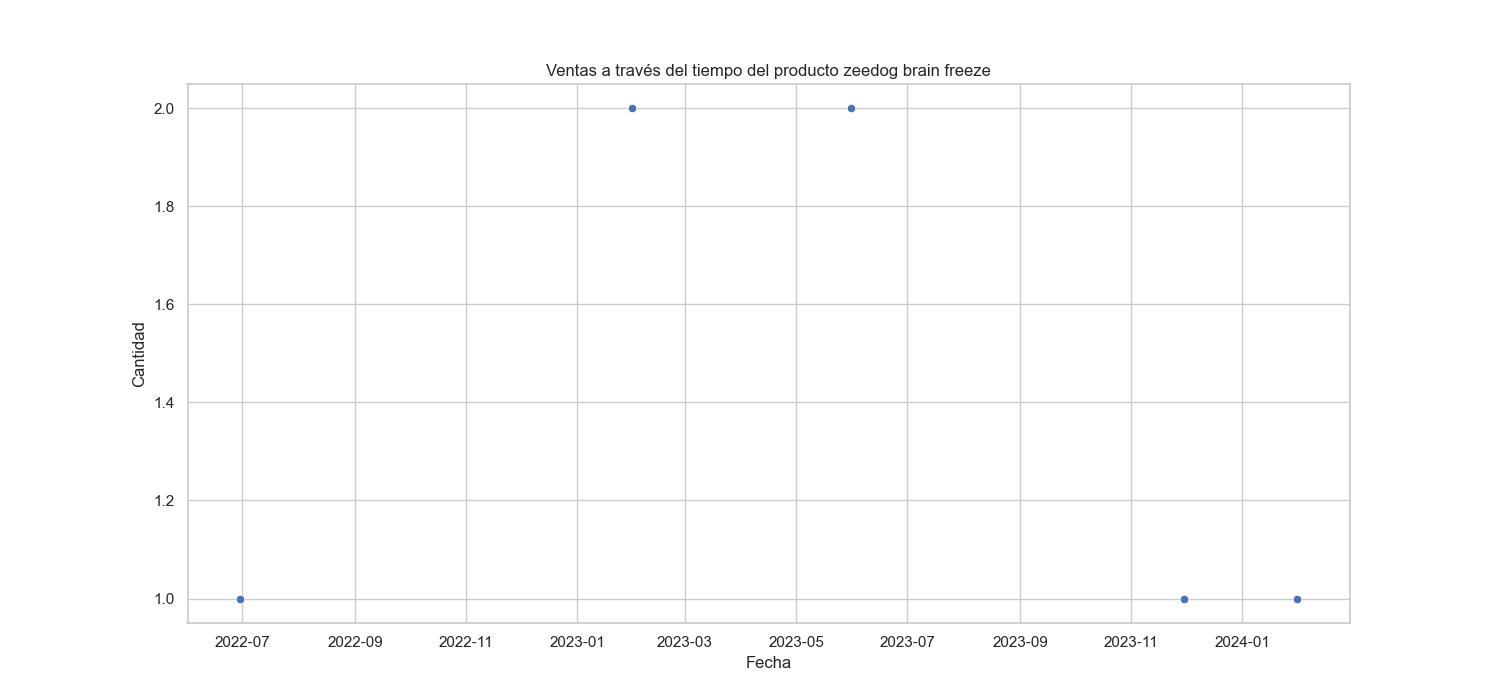 Ventas a través del tiempo del producto zeedog brain freeze
2.0
1.8
1.6
1.4
1.2
1.0
Cantidad
2022-07 2022-09 2022-11 2023-01 2023-03 2023-05 2023-07 2023-09 2023-11 2024-01
Fecha